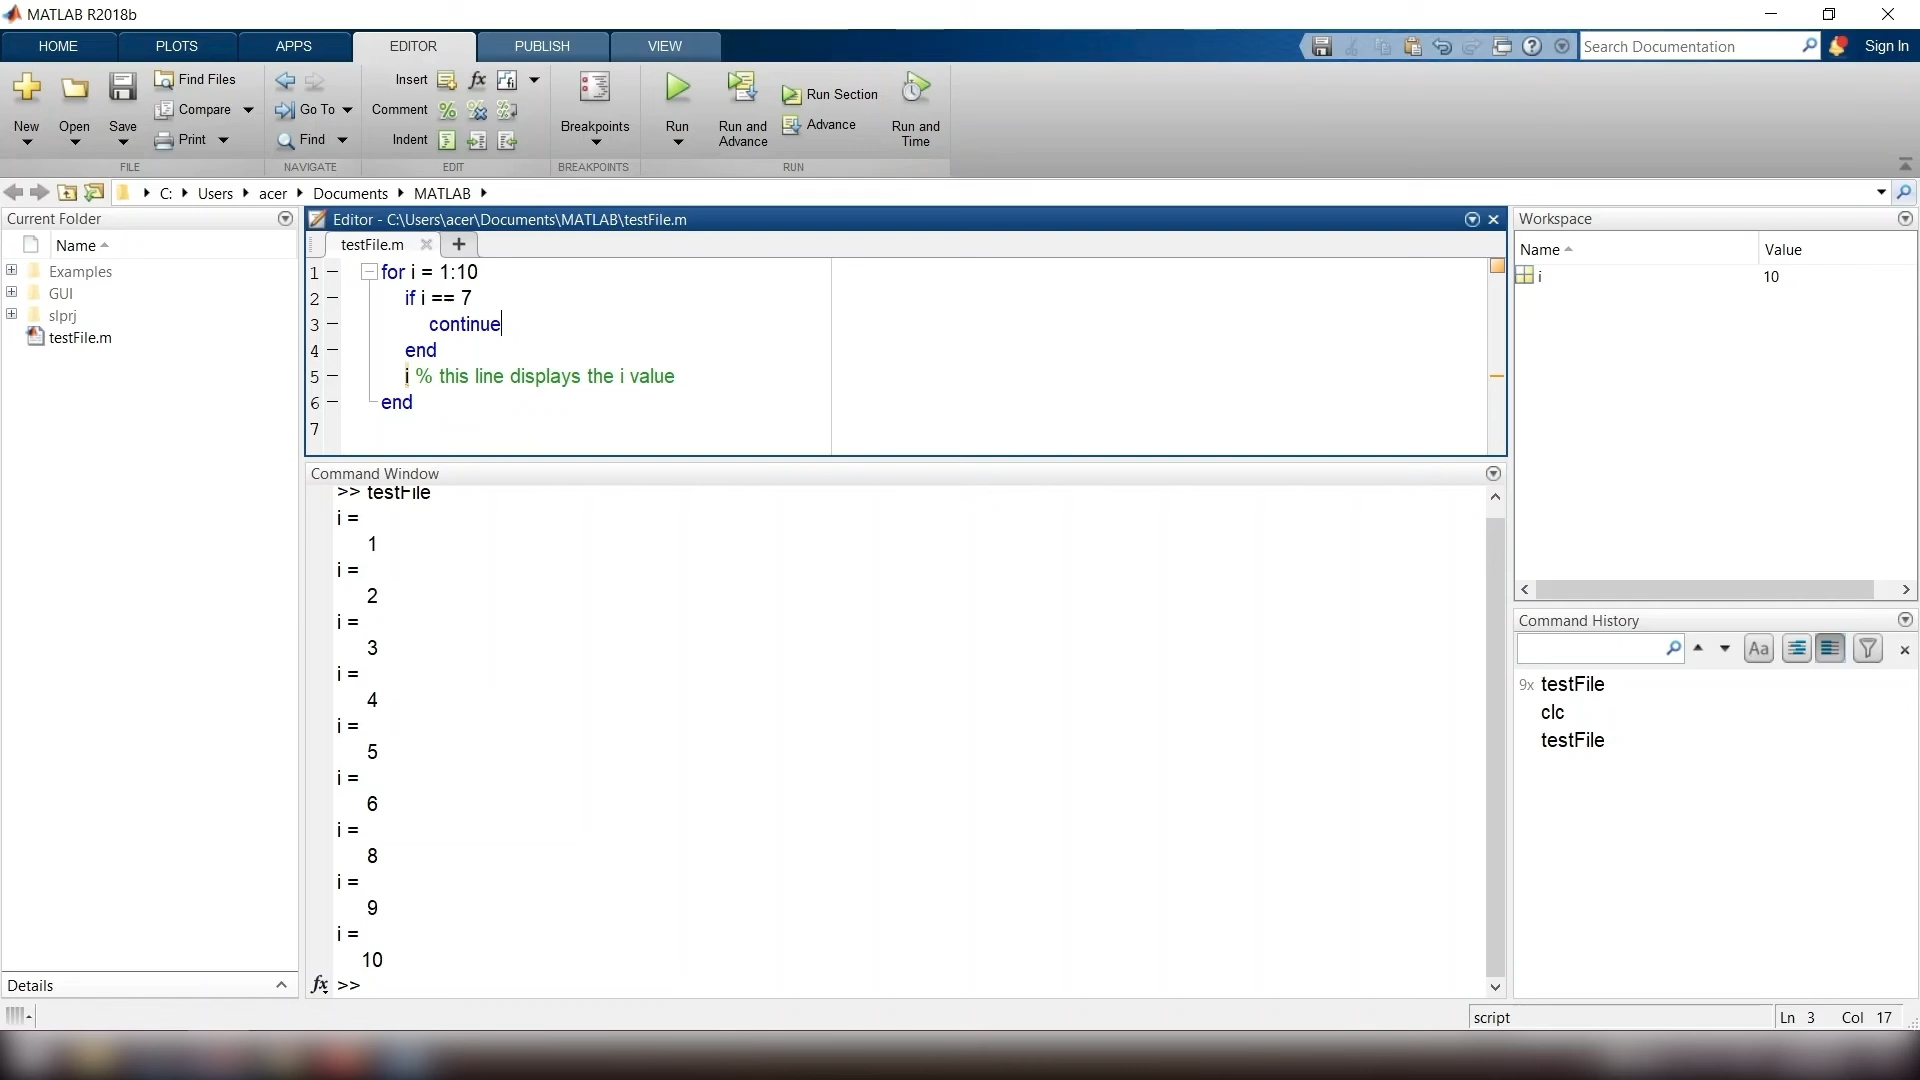 MATLAB R2018b
HOME PLOTS APPS EDITOR PUBLISH VIEW
Search Documentation
Sign In
New
Open
Save
Find Files
Compare
Print
FILE
Go To
Find
NAVIGATE
Insert fx
Comment %
Indent
EDIT
Breakpoints
BREAKPOINTS
Run
Run and
Advance
Run Section
Advance
Run and
Time
RUN
C: Users acer Documents MATLAB
Current Folder
Name
Examples
GUI
slprj
testFile.m
Details
Editor - C:\Users\acer\Documents\MATLAB\testFile.m
testFile.m
1 for i = 1:10
2 if i == 7
3 continue
4 end
5 i % this line displays the i value
6 end
7
Command Window
>> testFile
i =
1
i =
2
i =
3
i =
4
i =
5
i =
6
i =
8
i =
9
i =
10
fx >>
Workspace
Name Value
i 10
Command History
Aa
9x testFile
clc
testFile
script
Ln 3 Col 17